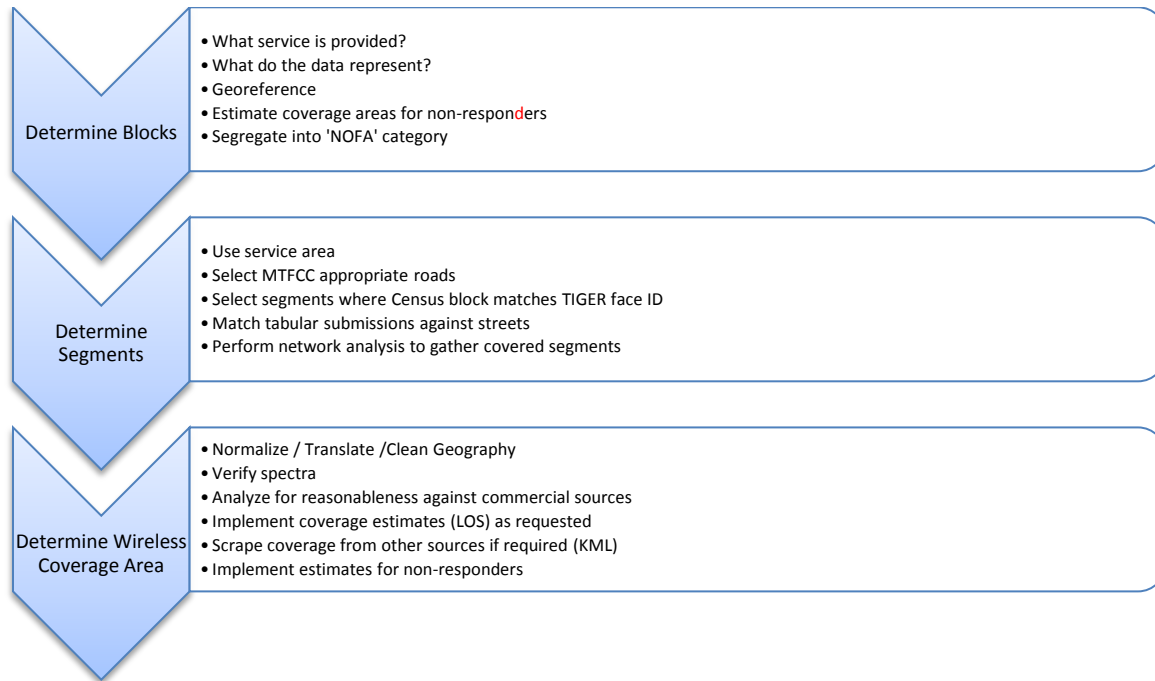 Determine Blocks
• What service is provided?
• What do the data represent?
• Georeference
• Estimate coverage areas for non-responders
• Segregate into 'NOFA' category
Determine
Segments
• Use service area
• Select MTFCC appropriate roads
• Select segments where Census block matches TIGER face ID
• Match tabular submissions against streets
• Perform network analysis to gather covered segments
Determine Wireless
Coverage Area
• Normalize / Translate /Clean Geography
• Verify spectra
• Analyze for reasonableness against commercial sources
• Implement coverage estimates (LOS) as requested
• Scrape coverage from other sources if required (KML)
• Implement estimates for non-responders